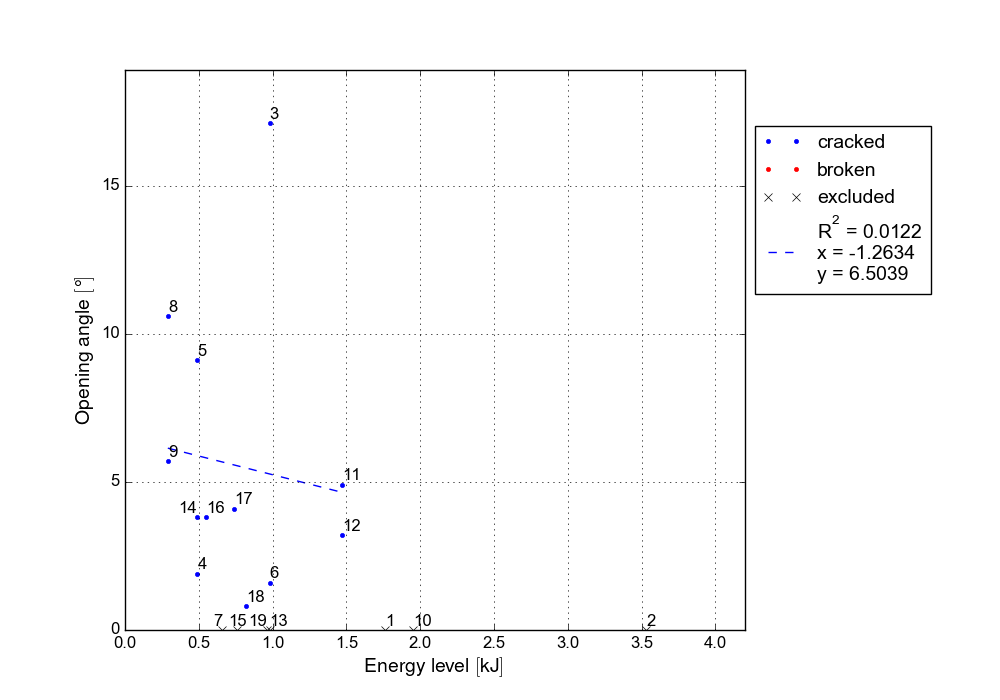 3
cracked
15
broken
excluded
R2 = 0.0122
x = -1.2634
y = 6.5039
Opening angle [°]
8
10
5
9
5
11
14 16 17
12
4
6
18
7 15 19 13 1 10 2
0
0.0 0.5 1.0 1.5 2.0 2.5 3.0 3.5 4.0
Energy level [kJ]